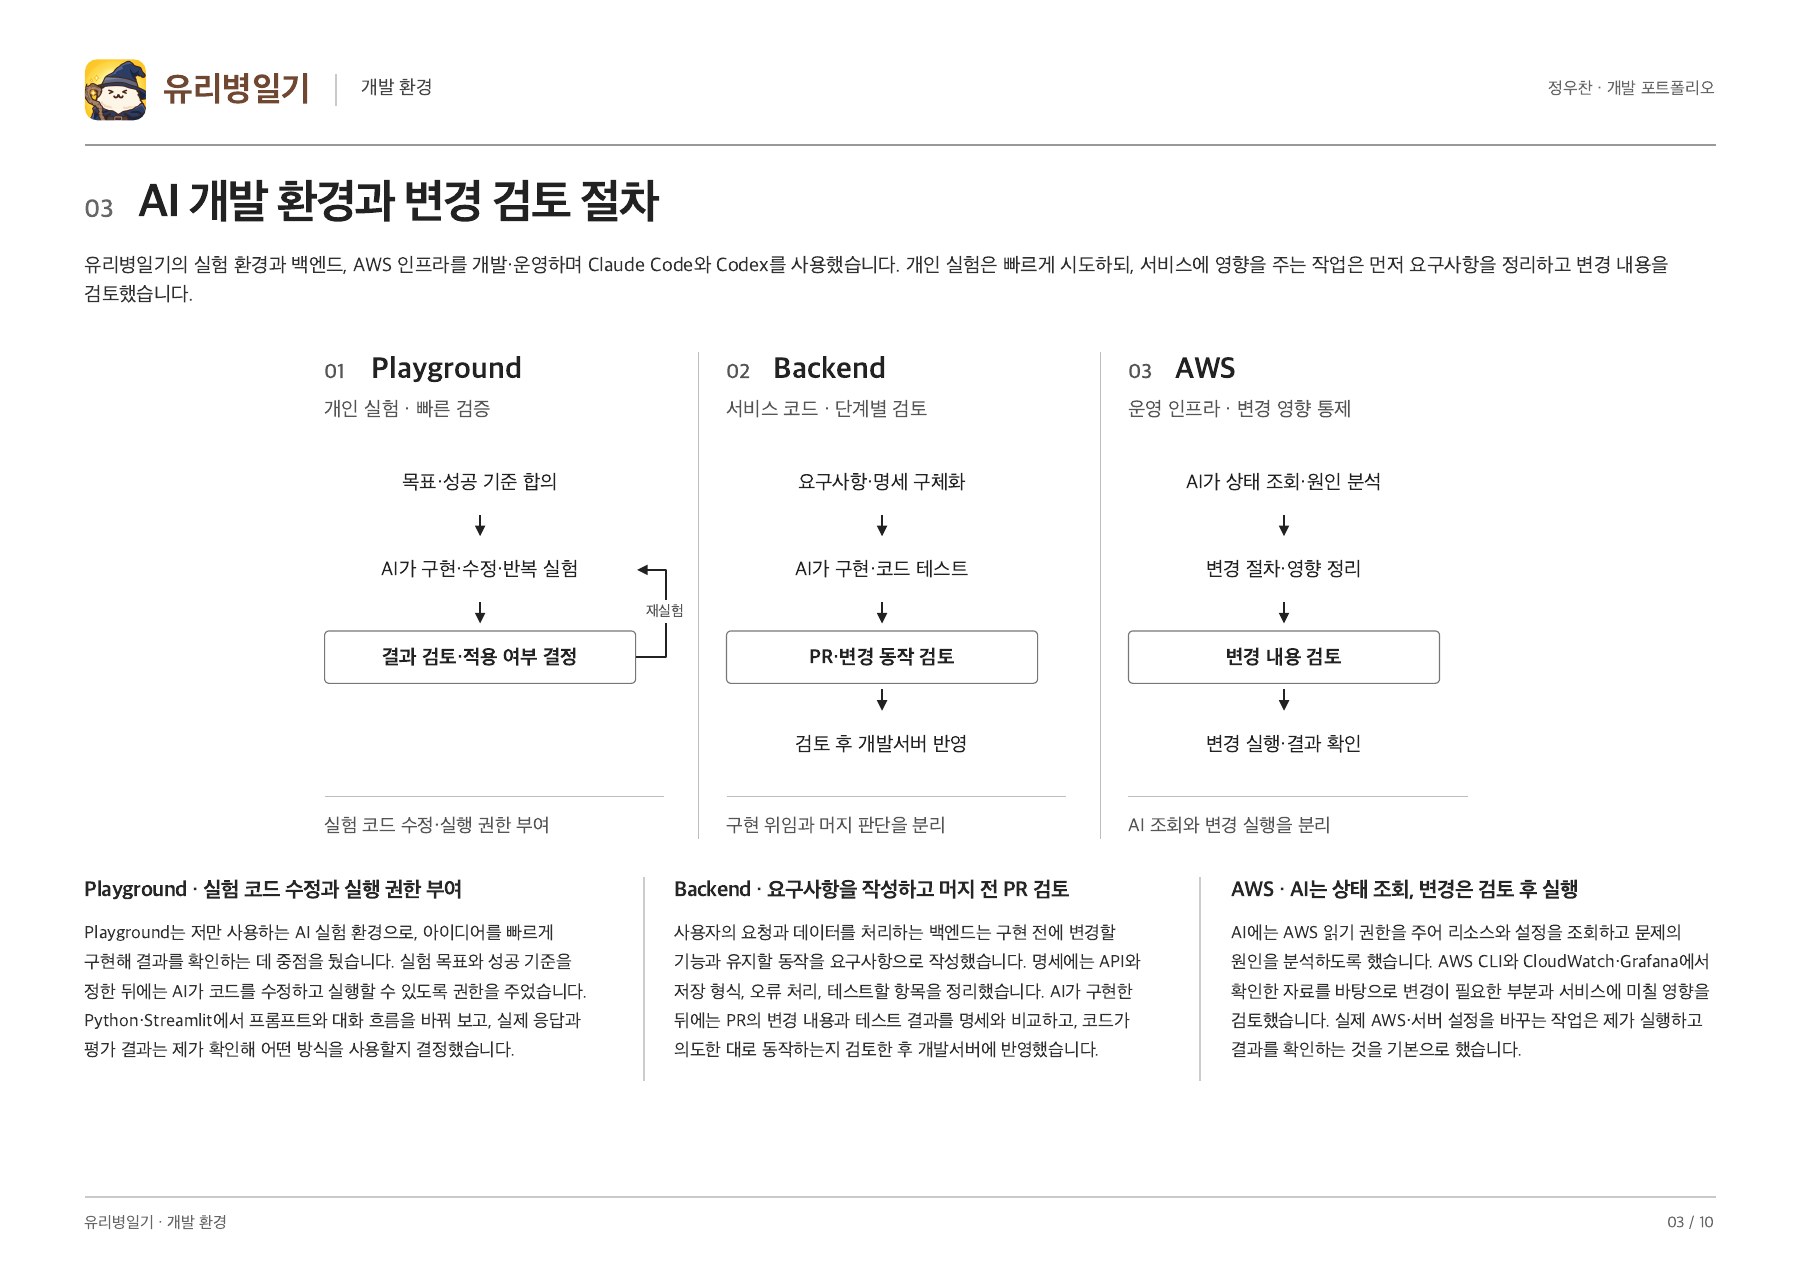 유리병일기
개발 환경
정우찬 · 개발 포트폴리오
03 AI 개발 환경과 변경 검토 절차
유리병일기의 실험 환경과 백엔드, AWS 인프라를 개발·운영하며 Claude Code와 Codex를 사용했습니다. 개인 실험은 빠르게 시도하되, 서비스에 영향을 주는 작업은 먼저 요구사항을 정리하고 변경 내용을
검토했습니다.
01 Playground
개인 실험 · 빠른 검증
목표·성공 기준 합의
AI가 구현·수정·반복 실험
재실험
결과 검토·적용 여부 결정
실험 코드 수정·실행 권한 부여
02 Backend
서비스 코드 · 단계별 검토
요구사항·명세 구체화
AI가 구현·코드 테스트
PR·변경 동작 검토
검토 후 개발서버 반영
구현 위임과 머지 판단을 분리
03 AWS
운영 인프라 · 변경 영향 통제
AI가 상태 조회·원인 분석
변경 절차·영향 정리
변경 내용 검토
변경 실행·결과 확인
AI 조회와 변경 실행을 분리
Playground · 실험 코드 수정과 실행 권한 부여
Playground는 저만 사용하는 AI 실험 환경으로, 아이디어를 빠르게
구현해 결과를 확인하는 데 중점을 뒀습니다. 실험 목표와 성공 기준을
정한 뒤에는 AI가 코드를 수정하고 실행할 수 있도록 권한을 주었습니다.
Python·Streamlit에서 프롬프트와 대화 흐름을 바꿔 보고, 실제 응답과
평가 결과는 제가 확인해 어떤 방식을 사용할지 결정했습니다.
Backend · 요구사항을 작성하고 머지 전 PR 검토
사용자의 요청과 데이터를 처리하는 백엔드는 구현 전에 변경할
기능과 유지할 동작을 요구사항으로 작성했습니다. 명세에는 API와
저장 형식, 오류 처리, 테스트할 항목을 정리했습니다. AI가 구현한
뒤에는 PR의 변경 내용과 테스트 결과를 명세와 비교하고, 코드가
의도한 대로 동작하는지 검토한 후 개발서버에 반영했습니다.
AWS · AI는 상태 조회, 변경은 검토 후 실행
AI에는 AWS 읽기 권한을 주어 리소스와 설정을 조회하고 문제의
원인을 분석하도록 했습니다. AWS CLI와 CloudWatch·Grafana에서
확인한 자료를 바탕으로 변경이 필요한 부분과 서비스에 미칠 영향을
검토했습니다. 실제 AWS·서버 설정을 바꾸는 작업은 제가 실행하고
결과를 확인하는 것을 기본으로 했습니다.
유리병일기 · 개발 환경
03 / 10